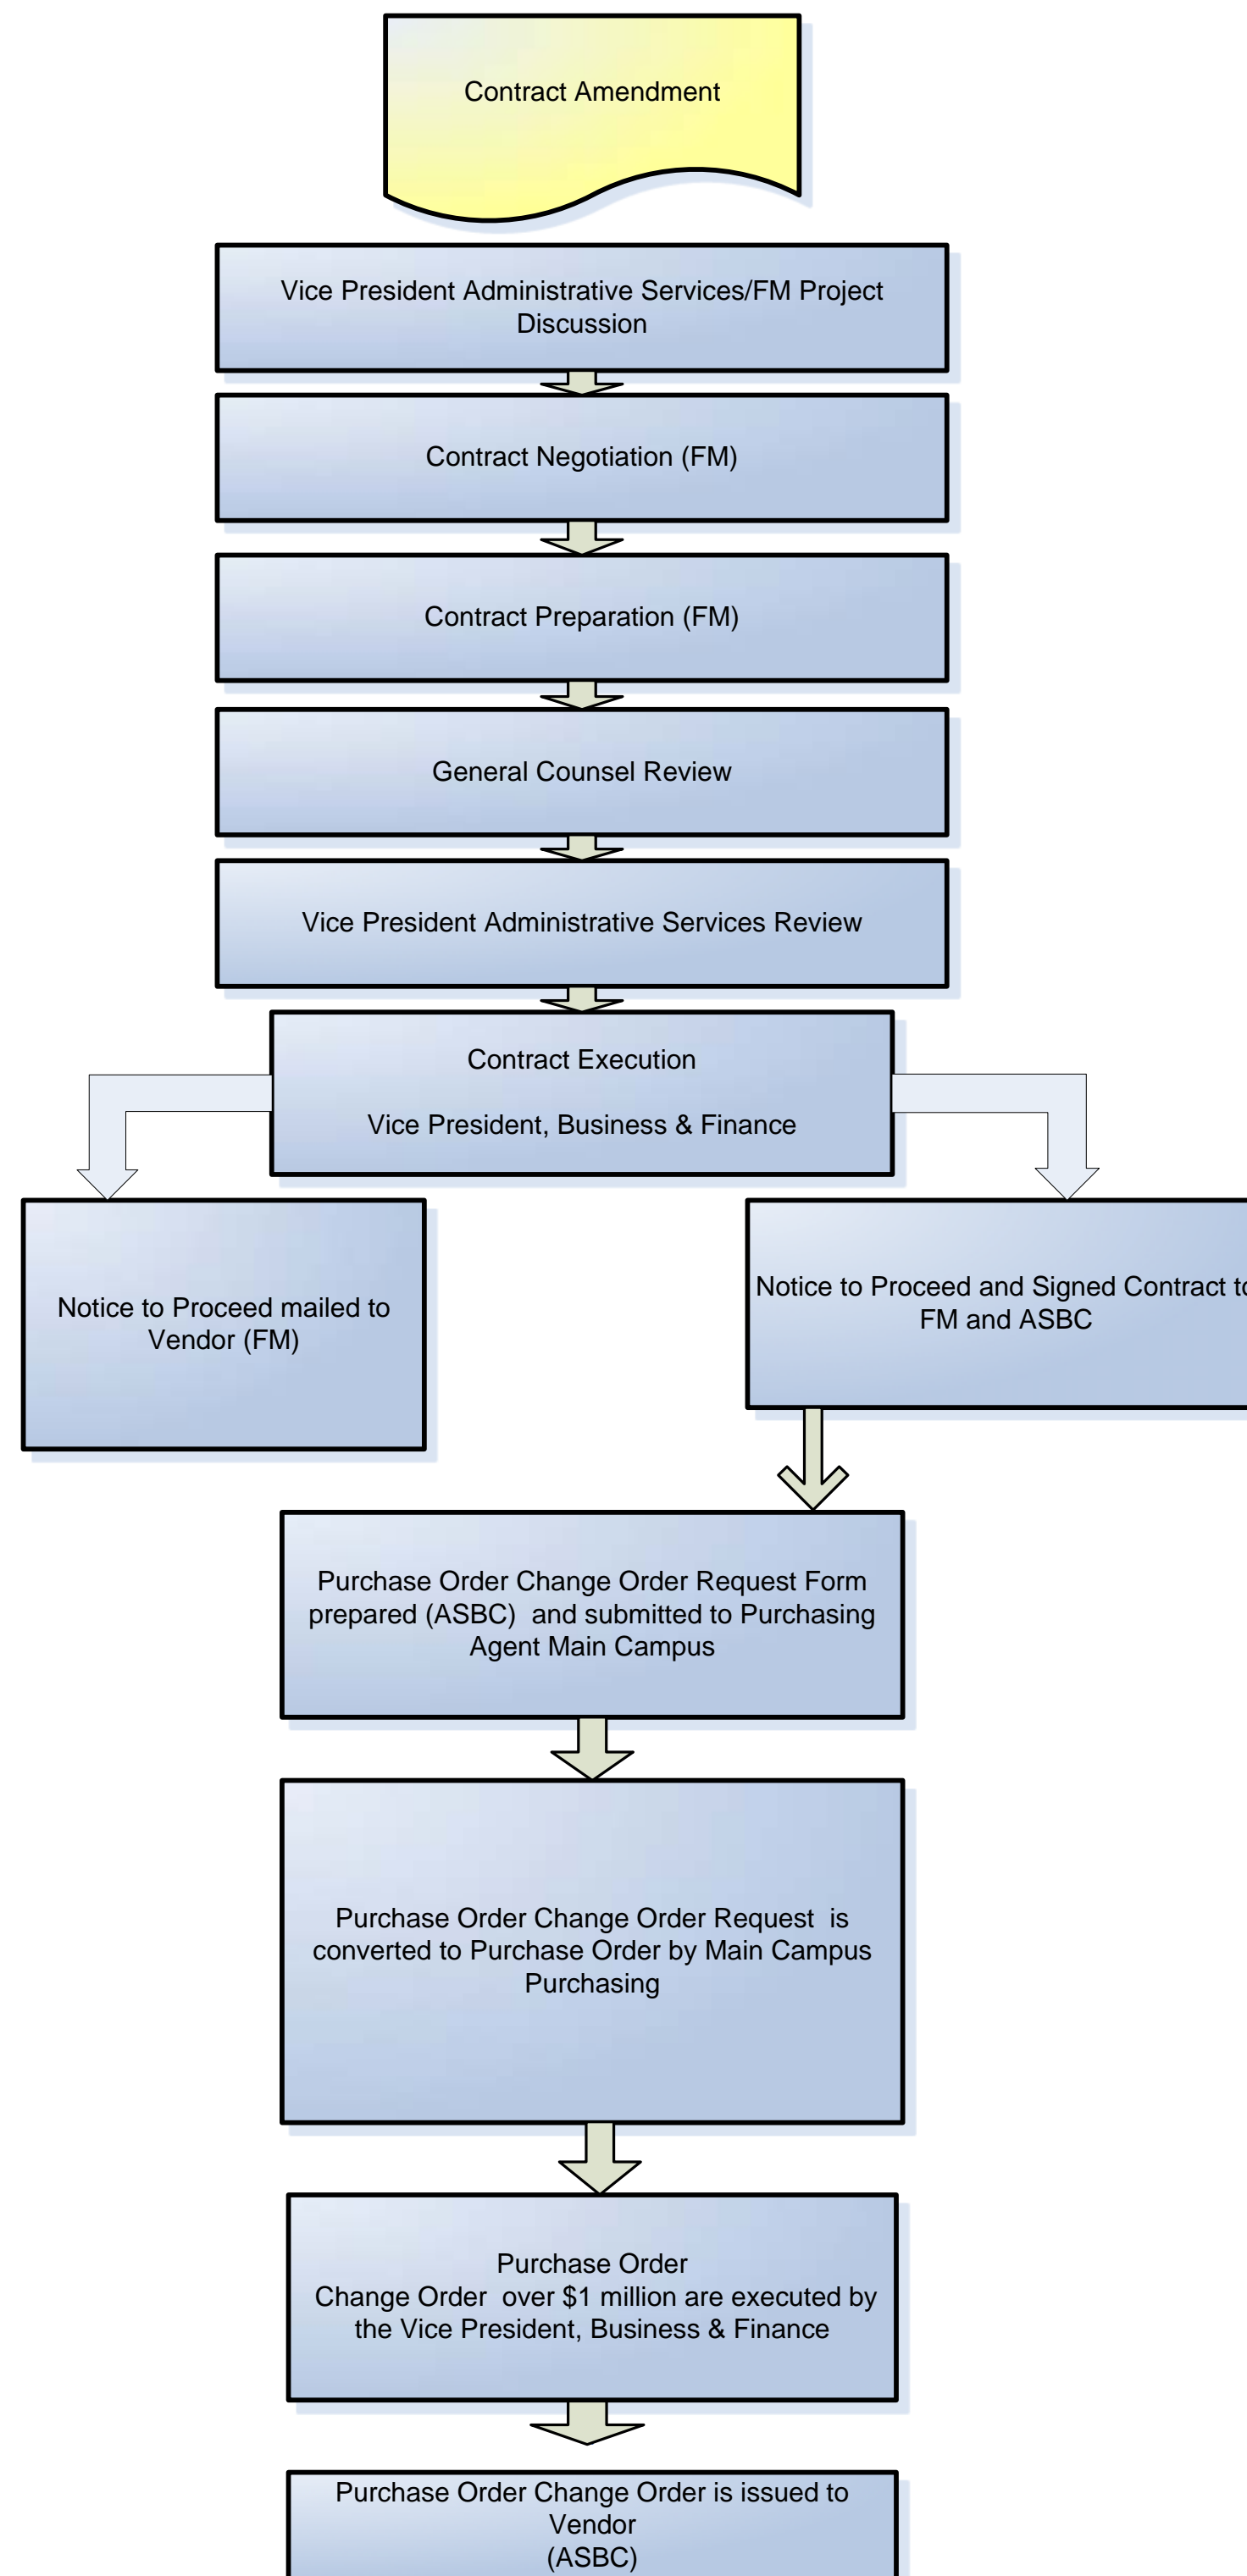 Contract Amendment
Vice President Administrative Services/FM Project
Discussion
Contract Negotiation (FM)
Contract Preparation (FM)
General Counsel Review
Vice President Administrative Services Review
Contract Execution
Vice President, Business & Finance
Notice to Proceed mailed to
Vendor (FM)
Notice to Proceed and Signed Contract to
FM and ASBC
Purchase Order Change Order Request Form
prepared (ASBC)  and submitted to Purchasing
Agent Main Campus
Purchase Order Change Order Request  is
converted to Purchase Order by Main Campus
Purchasing
Purchase Order
Change Order  over $1 million are executed by
the Vice President, Business & Finance
Purchase Order Change Order is issued to
Vendor
(ASBC)